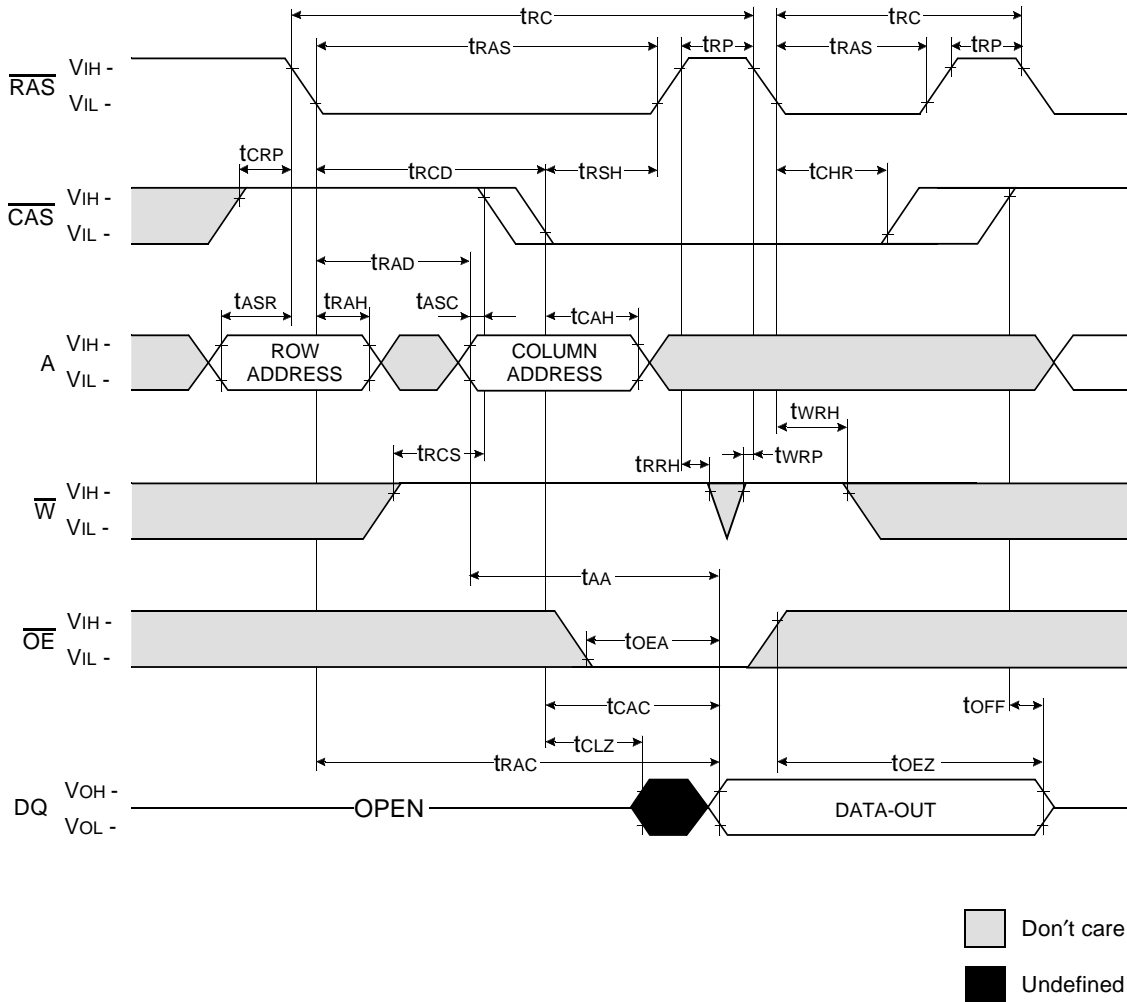 tRC tRC
tRAS tRP tRAS tRP
RAS VIH -
VIL -
tCRP tRCD tRSH tCHR
CAS VIH -
VIL -
tRAD
tASR tRAH tASC tCAH
A VIH -
VIL -
ROW
ADDRESS
COLUMN
ADDRESS
tWRH
tRCS tRRH tWRP
W VIH -
VIL -
tAA
OE VIH -
VIL -
tOEA
tCAC tOFF
tCLZ
tRAC tOEZ
DQ VOH -
VOL -
OPEN DATA-OUT
Don't care
Undefined